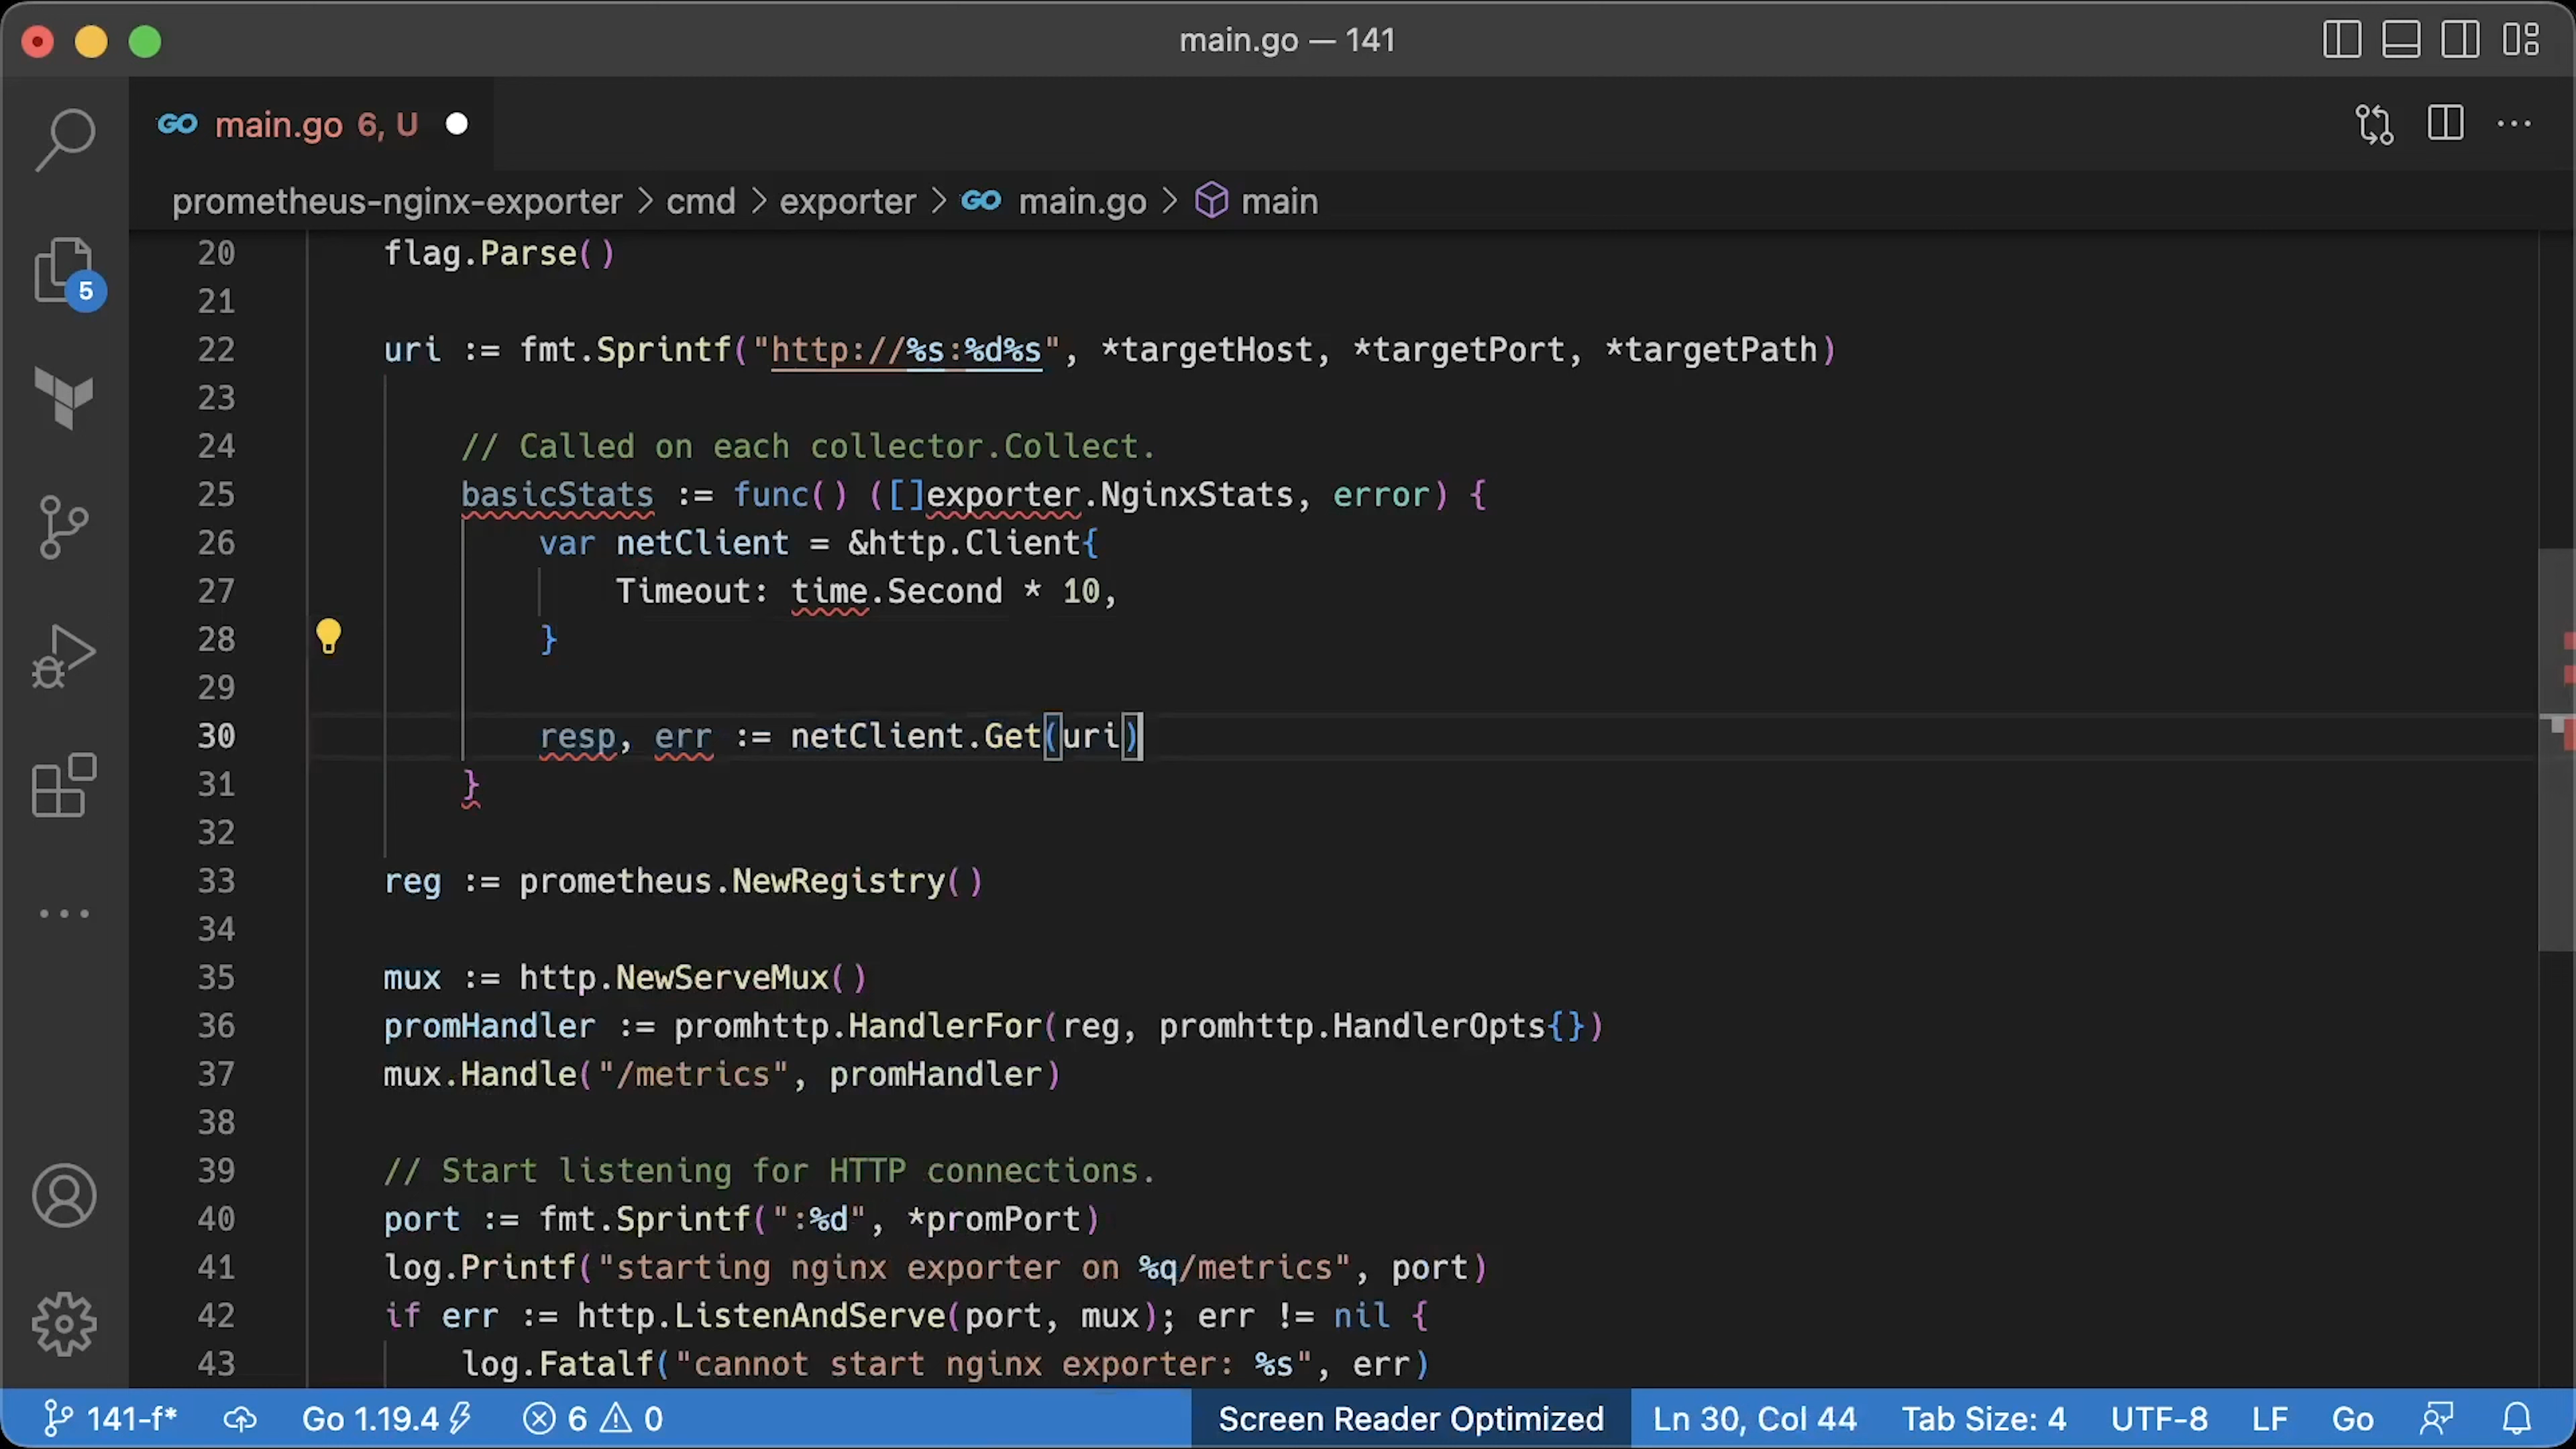 main.go — 141
GO main.go 6, U
prometheus-nginx-exporter > cmd > exporter > GO main.go > main
5
20 flag.Parse()
21
22 uri := fmt.Sprintf("http://%s:%d%s", *targetHost, *targetPort, *targetPath)
23
24 // Called on each collector.Collect.
25 basicStats := func() ([]exporter.NginxStats, error) {
26 var netClient = &http.Client{
27 Timeout: time.Second * 10,
28 }
29
30 resp, err := netClient.Get(uri)
31 }
32
33 reg := prometheus.NewRegistry()
34
35 mux := http.NewServeMux()
36 promHandler := promhttp.HandlerFor(reg, promhttp.HandlerOpts{})
37 mux.Handle("/metrics", promHandler)
38
39 // Start listening for HTTP connections.
40 port := fmt.Sprintf(":%d", *promPort)
41 log.Printf("starting nginx exporter on %q/metrics", port)
42 if err := http.ListenAndServe(port, mux); err != nil {
43 log.Fatalf("cannot start nginx exporter: %s", err)
141-f* Go 1.19.4 6 0 Screen Reader Optimized Ln 30, Col 44 Tab Size: 4 UTF-8 LF Go